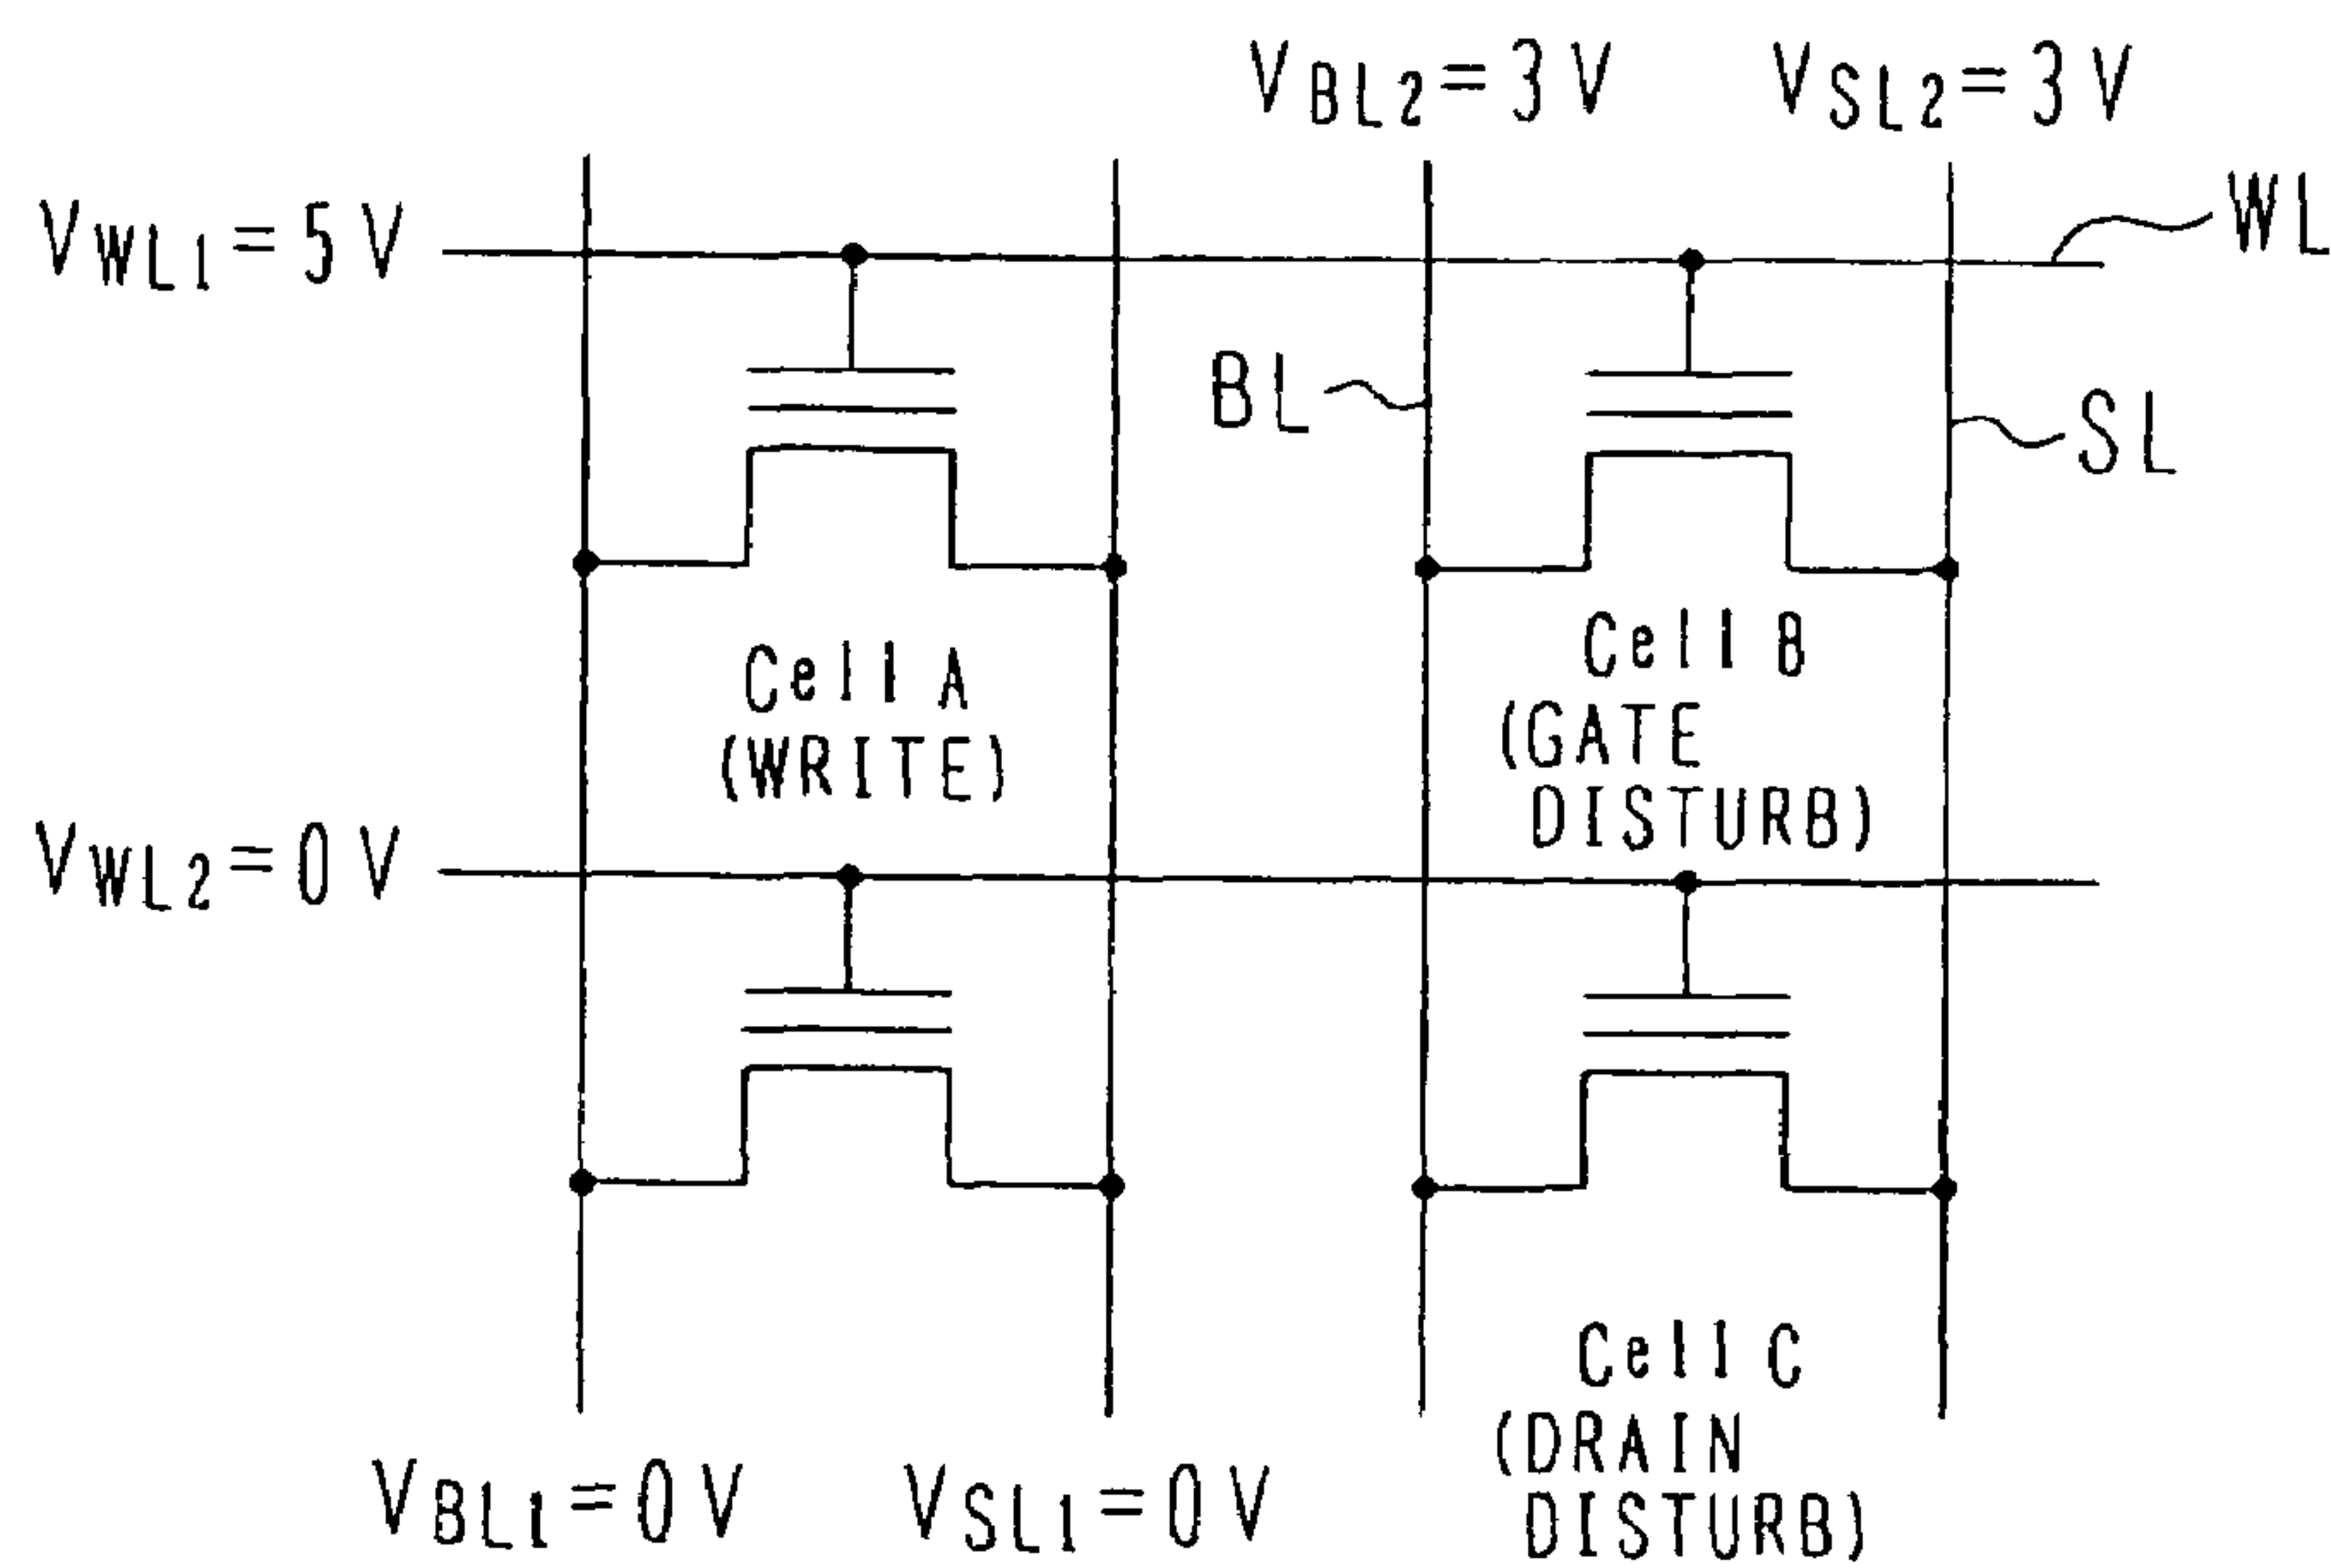 VBL2=3V VSL2=3V
VWL1=5V
WL
BL
SL
Cell A
(WRITE)
Cell B
(GATE
DISTURB)
VWL2=0V
Cell C
(DRAIN
DISTURB)
VBL1=0V VSL1=0V